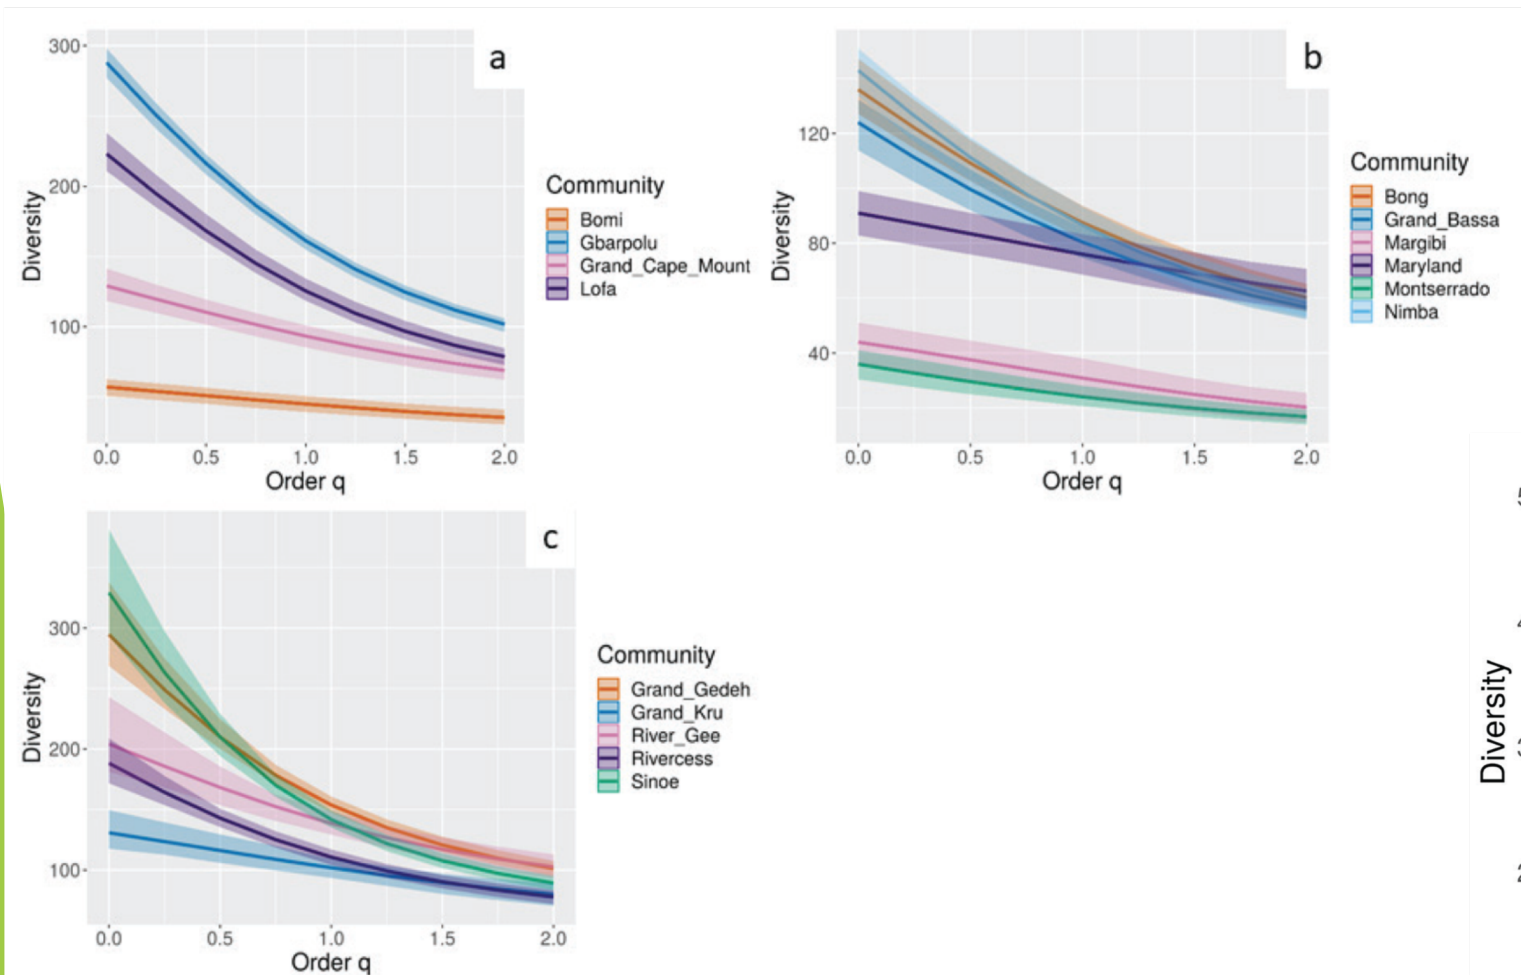 a
300
200
100
Diversity
0.0 0.5 1.0 1.5 2.0
Order q
Community
Bomi
Gbarpolu
Grand_Cape_Mount
Lofa
b
120
80
40
Diversity
0.0 0.5 1.0 1.5 2.0
Order q
Community
Bong
Grand_Bassa
Margibi
Maryland
Montserrado
Nimba
c
300
200
100
Diversity
0.0 0.5 1.0 1.5 2.0
Order q
Community
Grand_Gedeh
Grand_Kru
River_Gee
Rivercess
Sinoe
Diversity